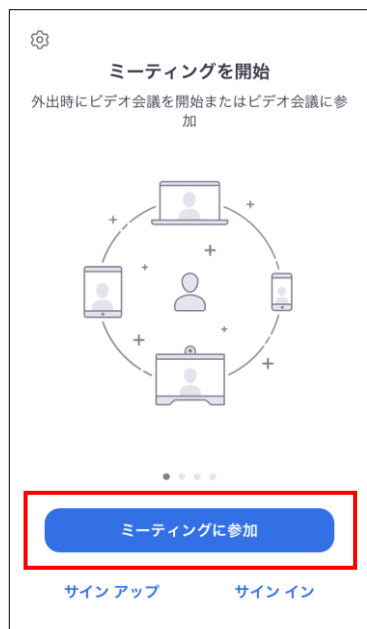 ミーティングを開始
外出時にビデオ会議を開始またはビデオ会議に参
加
ミーティングに参加
サイン アップ サイン イン